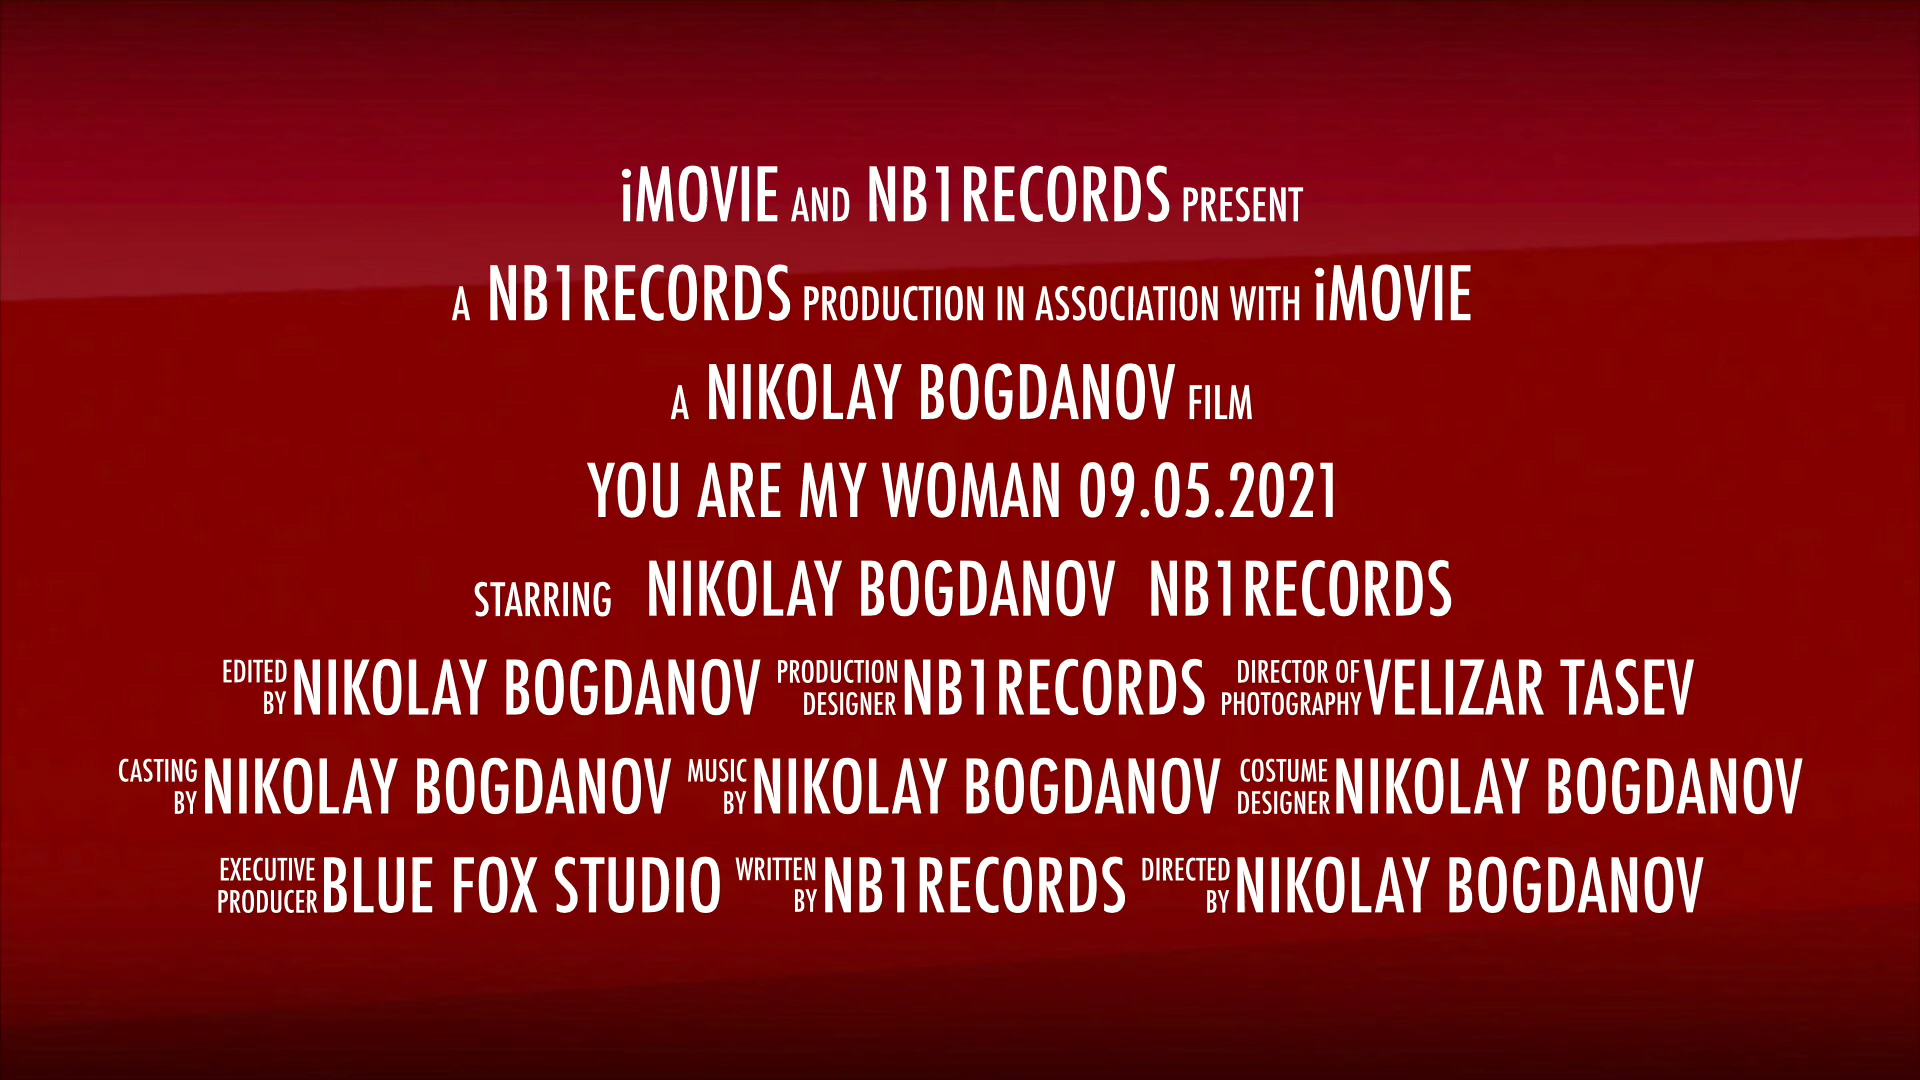 iMOVIE AND NB1RECORDS PRESENT
A NB1RECORDS PRODUCTION IN ASSOCIATION WITH iMOVIE
A NIKOLAY BOGDANOV FILM
YOU ARE MY WOMAN 09.05.2021
STARRING NIKOLAY BOGDANOV NB1RECORDS
EDITED BY NIKOLAY BOGDANOV PRODUCTION DESIGNER NB1RECORDS DIRECTOR OF PHOTOGRAPHY VELIZAR TASEV
CASTING BY NIKOLAY BOGDANOV MUSIC BY NIKOLAY BOGDANOV COSTUME DESIGNER NIKOLAY BOGDANOV
EXECUTIVE PRODUCER BLUE FOX STUDIO WRITTEN BY NB1RECORDS DIRECTED BY NIKOLAY BOGDANOV